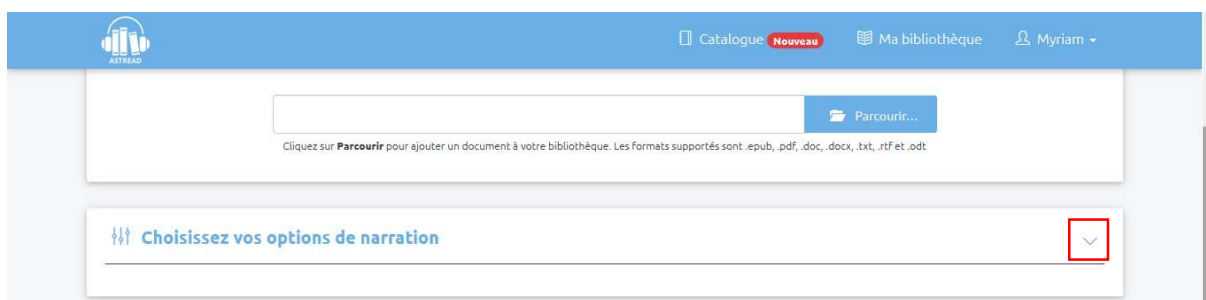 ASTREAD
Catalogue Nouveau
Ma bibliothèque
Myriam
Parcourir...
Cliquez sur Parcourir pour ajouter un document à votre bibliothèque. Les formats supportés sont .epub, .pdf, .doc, .docx, .txt, .rtf et .odt
Choisissez vos options de narration